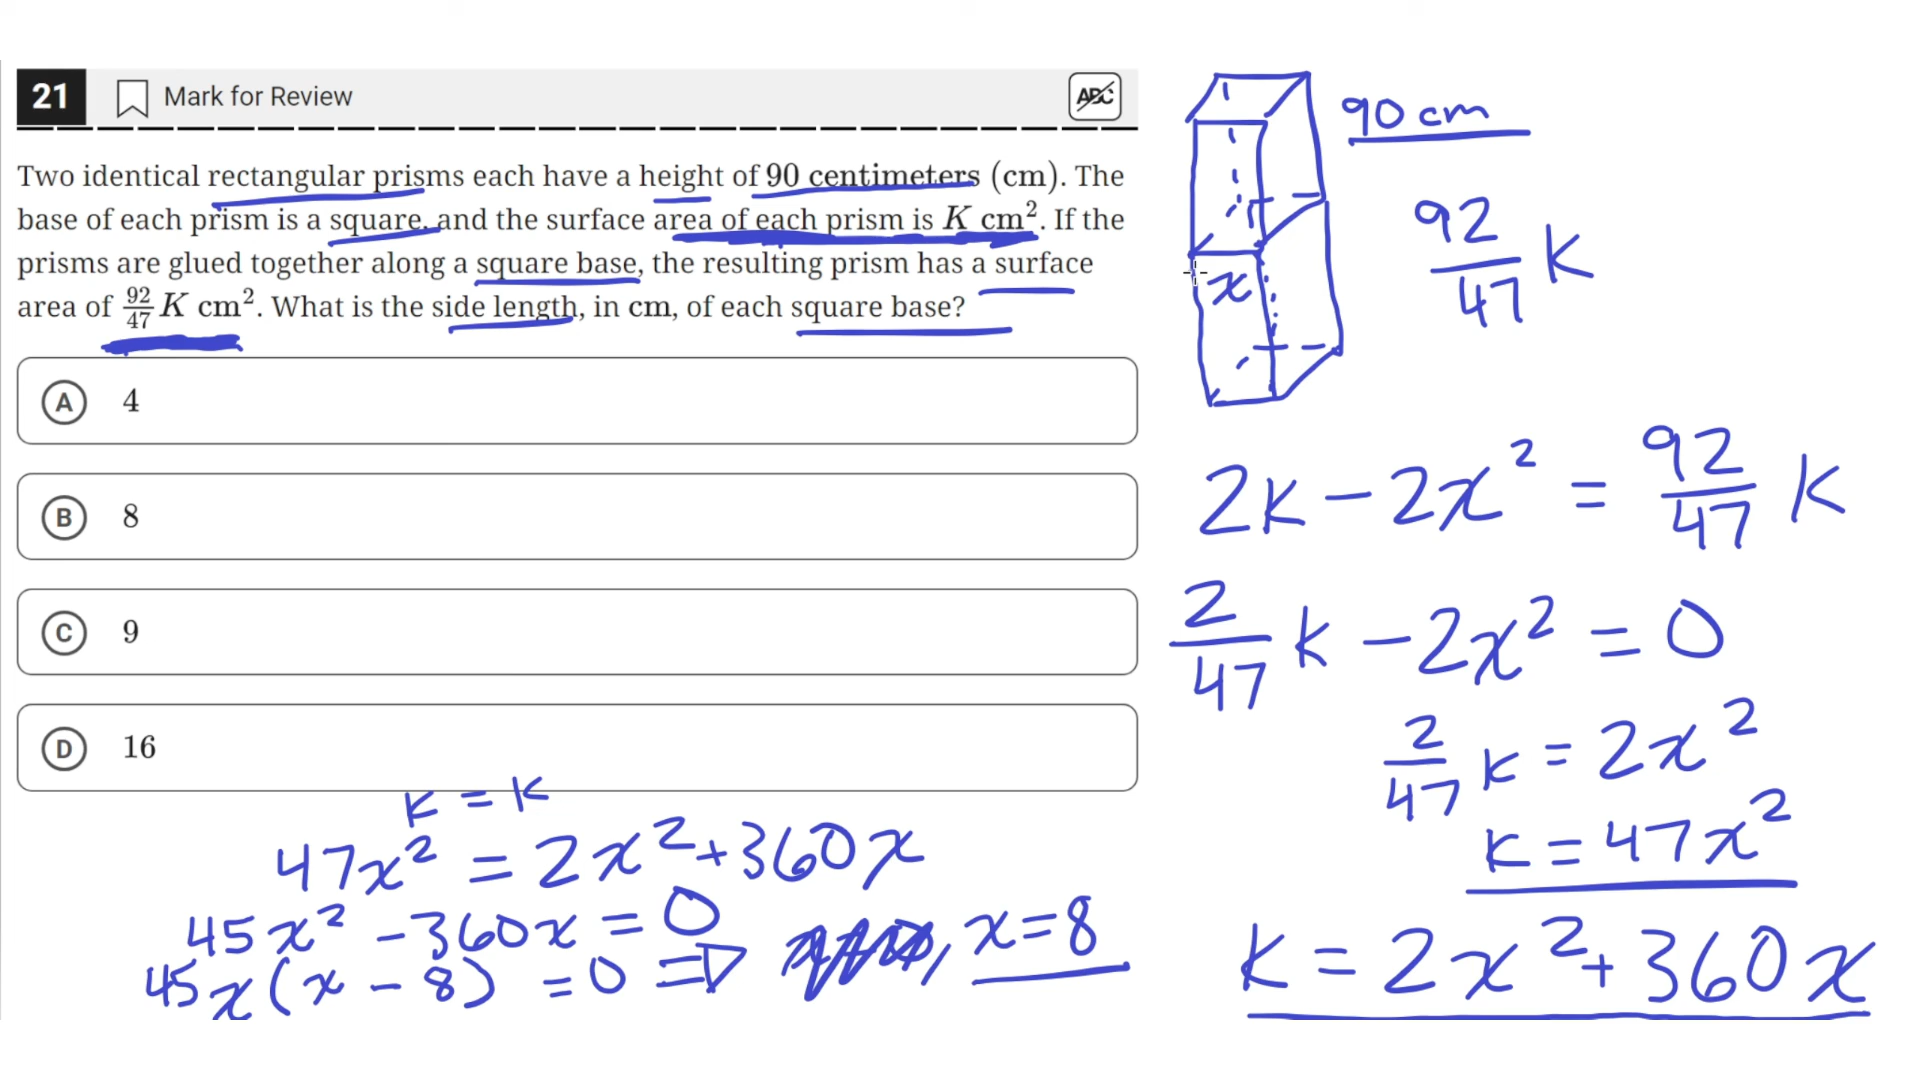 21 Mark for Review ABC
Two identical rectangular prisms each have a height of 90 centimeters (cm). The
base of each prism is a square, and the surface area of each prism is K cm². If the
prisms are glued together along a square base, the resulting prism has a surface
area of 92/47 K cm². What is the side length, in cm, of each square base?
A 4
B 8
C 9
D 16
k = k
47x² = 2x² + 360x
45x² - 360x = 0
45x(x - 8) = 0 ⇒ , x = 8
90 cm
92/47 k
x
2k - 2x² = 92/47 k
2/47 k - 2x² = 0
2/47 k = 2x²
k = 47x²
k = 2x² + 360x